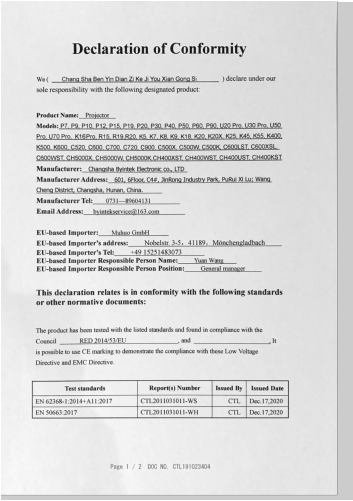 Declaration of Conformity
We ( Chang Sha Ben Yin Dian Zi Ke Ji You Xian Gong Si ) declare under our
sole responsibility with the following designated product:
Product Name: Projector
Models: P7, P9, P10, P12, P15, P19, P20, P30, P40, P50, P60, P90, U20 Pro, U30 Pro, U50
Pro, U70 Pro, K16Pro, R15, R19, R20, K5, K7, K8, K9, K18, K20, K20X, K25, K45, K55, K400,
K500, K600, C520, C600, C700, C720, C900, C500X, C500W, C500K, C600LST, C600XSL,
C600WST, CH5000X, CH5000W, CH5000K, CH400XST, CH400WST, CH400UST, CH400KST
Manufacturer: Changsha Byintek Electronic co., LTD
Manufacturer Address: 601, 6Floor, C4#, JinRong Industry Park, PuRui Xi Lu; Wang
Cheng District, Changsha, Hunan, China.
Manufacturer Tel: 0731—89604131
Email Address: byintekservice@163.com
EU-based Importer: Muhuo GmbH
EU-based Importer's address: Nobelstr. 3-5, 41189, Mönchengladbach
EU-based Importer's Tel: +49 15251483073
EU-based Importer Responsible Person Name: Yuan Wang
EU-based Importer Responsible Person Position: General manager
This declaration relates is in conformity with the following standards
or other normative documents:
The product has been tested with the listed standards and found in compliance with the
Council RED 2014/53/EU , and , It
is possible to use CE marking to demonstrate the compliance with these Low Voltage
Directive and EMC Directive.
Test standards Report(s) Number Issued By Issued Date
EN 62368-1:2014+A11:2017 CTL2011031011-WS CTL Dec.17,2020
EN 50663:2017 CTL2011031011-WH CTL Dec.17,2020
Page 1 / 2 DOC NO. CTL191023404